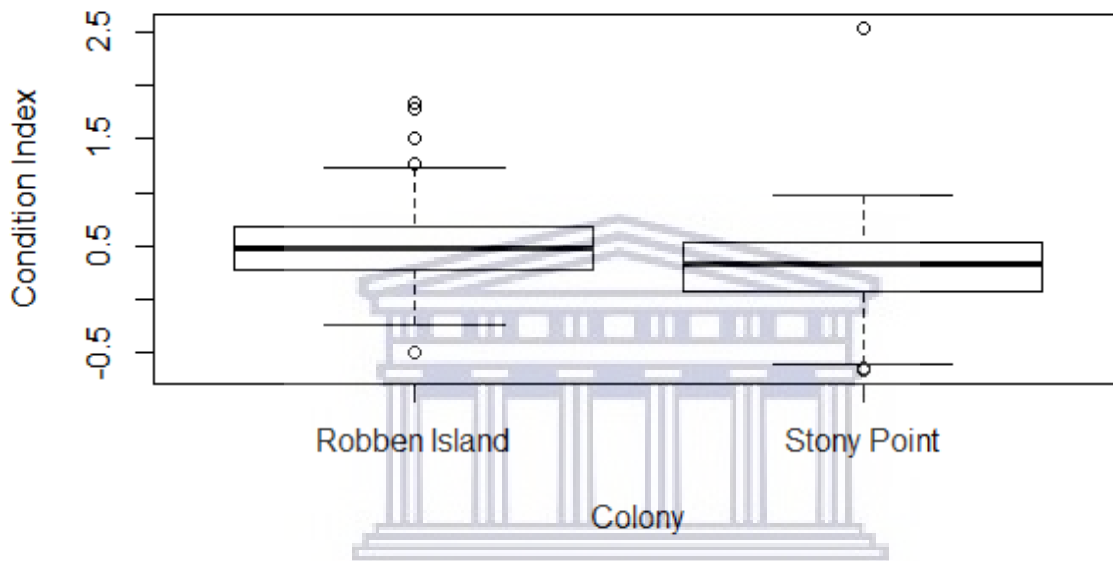 Condition Index
2.5
1.5
0.5
-0.5
Robben Island
Stony Point
Colony